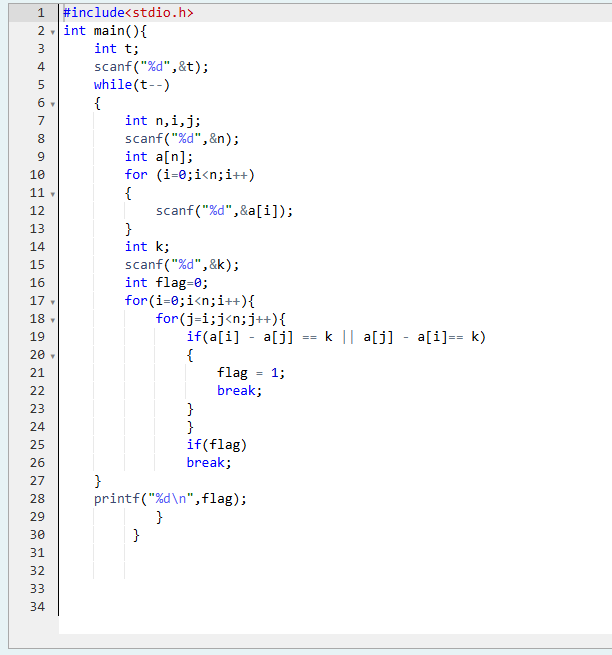 1 #include<stdio.h>
2 int main(){
3     int t;
4     scanf("%d",&t);
5     while(t--)
6     {
7         int n,i,j;
8         scanf("%d",&n);
9         int a[n];
10         for (i=0;i<n;i++)
11         {
12             scanf("%d",&a[i]);
13         }
14         int k;
15         scanf("%d",&k);
16         int flag=0;
17         for(i=0;i<n;i++){
18             for(j=i;j<n;j++){
19                 if(a[i] - a[j] == k || a[j] - a[i]== k)
20                 {
21                     flag = 1;
22                     break;
23                 }
24                 }
25                 if(flag)
26                 break;
27     }
28     printf("%d\n",flag);
29             }
30          }
31
32
33
34